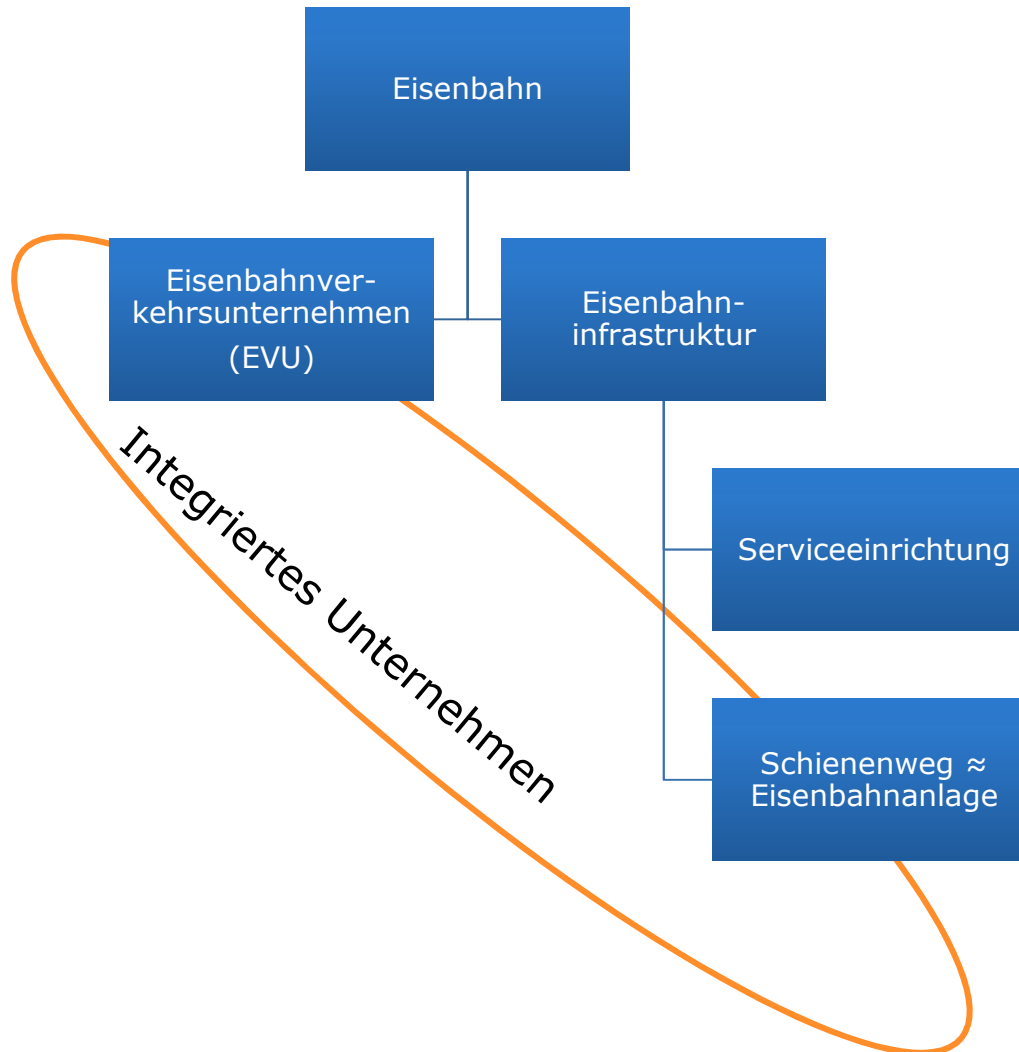 Eisenbahn
Eisenbahnver-
kehrsunternehmen
(EVU)
Eisenbahn-
infrastruktur
Integriertes Unternehmen
Serviceeinrichtung
Schienenweg ≈
Eisenbahnanlage